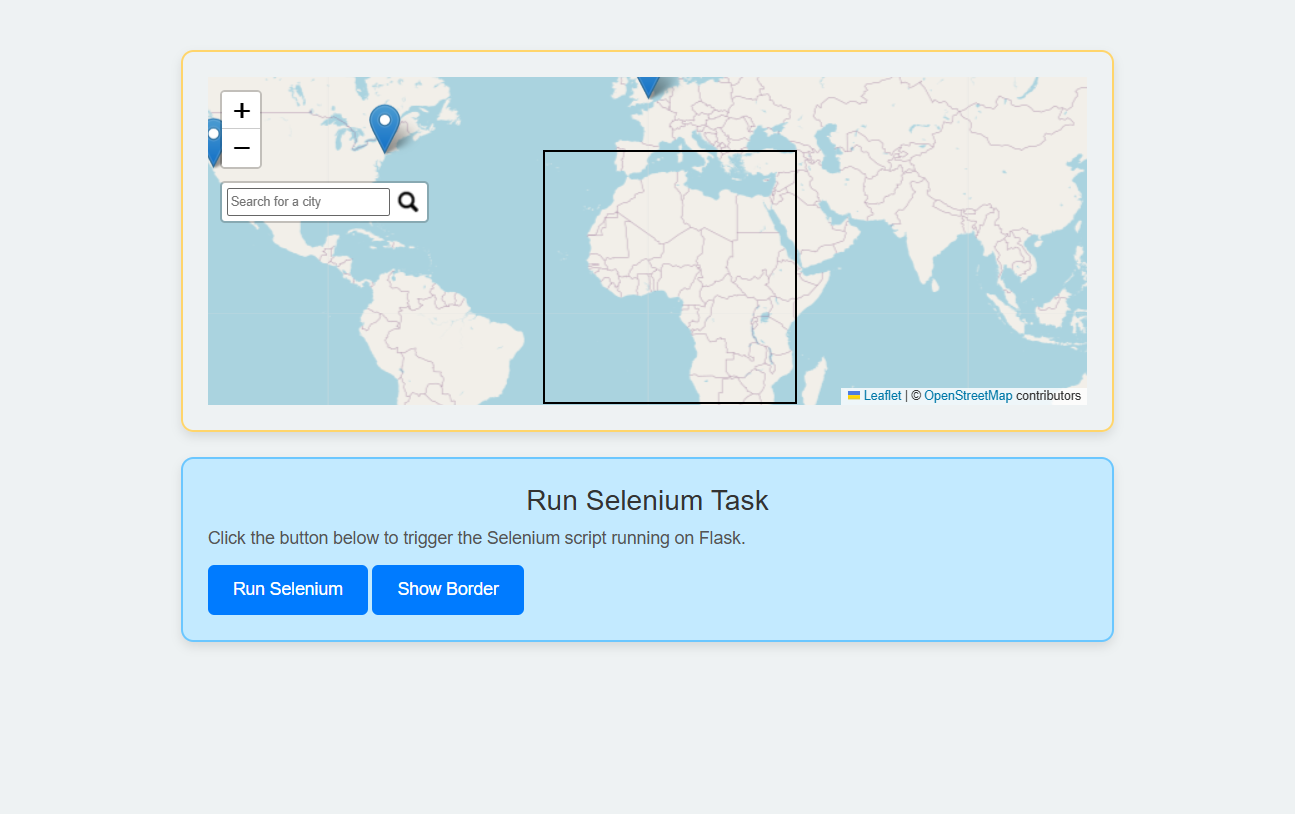 +
−
Search for a city
Leaflet | © OpenStreetMap contributors
Run Selenium Task
Click the button below to trigger the Selenium script running on Flask.
Run Selenium Show Border